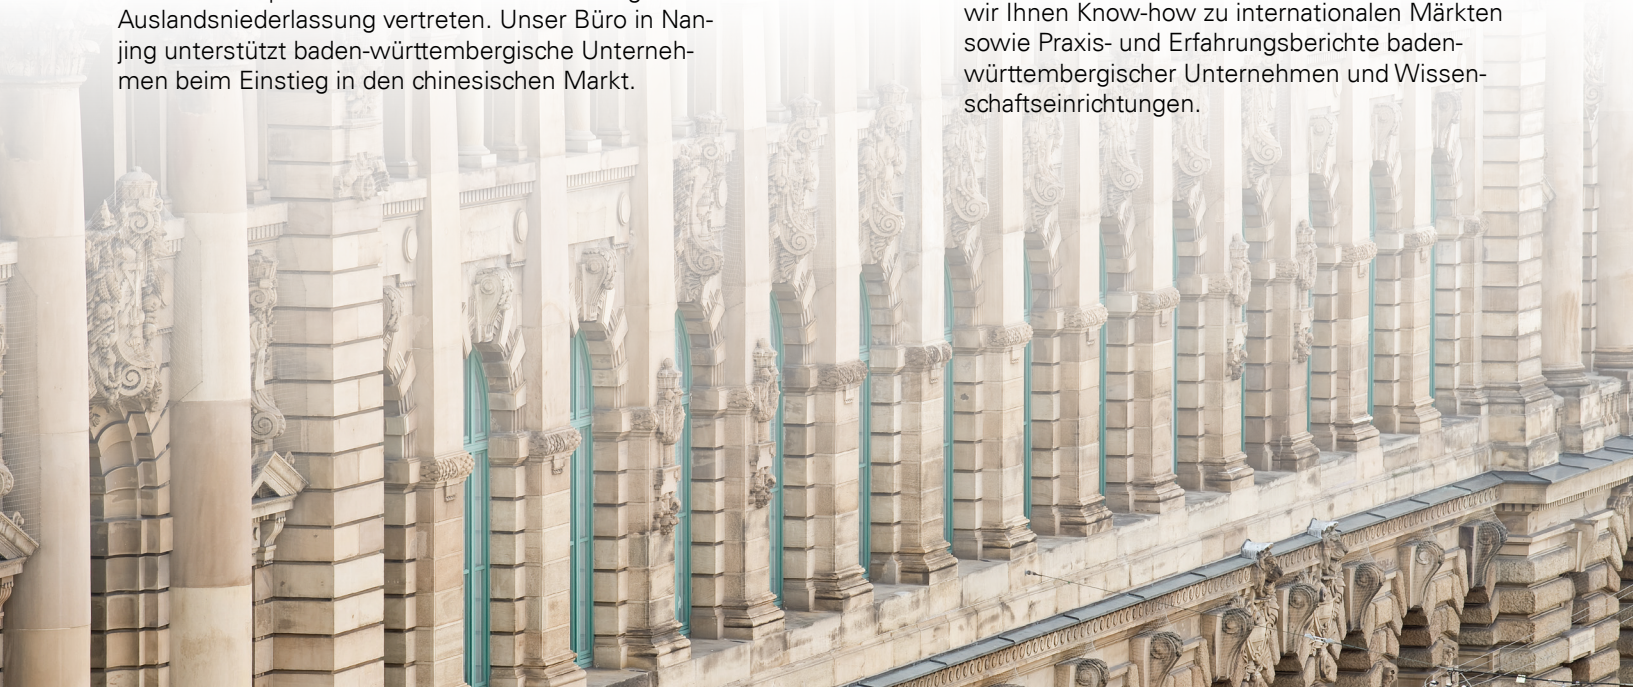 Auslandsniederlassung vertreten. Unser Büro in Nan-
jing unterstützt baden-württembergische Unterneh-
men beim Einstieg in den chinesischen Markt.
wir Ihnen Know-how zu internationalen Märkten
sowie Praxis- und Erfahrungsberichte baden-
württembergischer Unternehmen und Wissen-
schaftseinrichtungen.